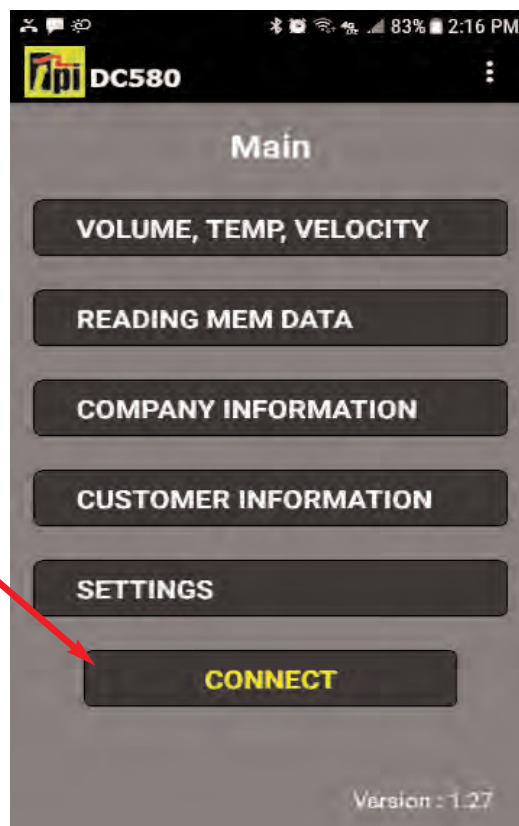 83% 2:16 PM
tpi DC580
Main
VOLUME, TEMP, VELOCITY
READING MEM DATA
COMPANY INFORMATION
CUSTOMER INFORMATION
SETTINGS
CONNECT
Version : 1.27